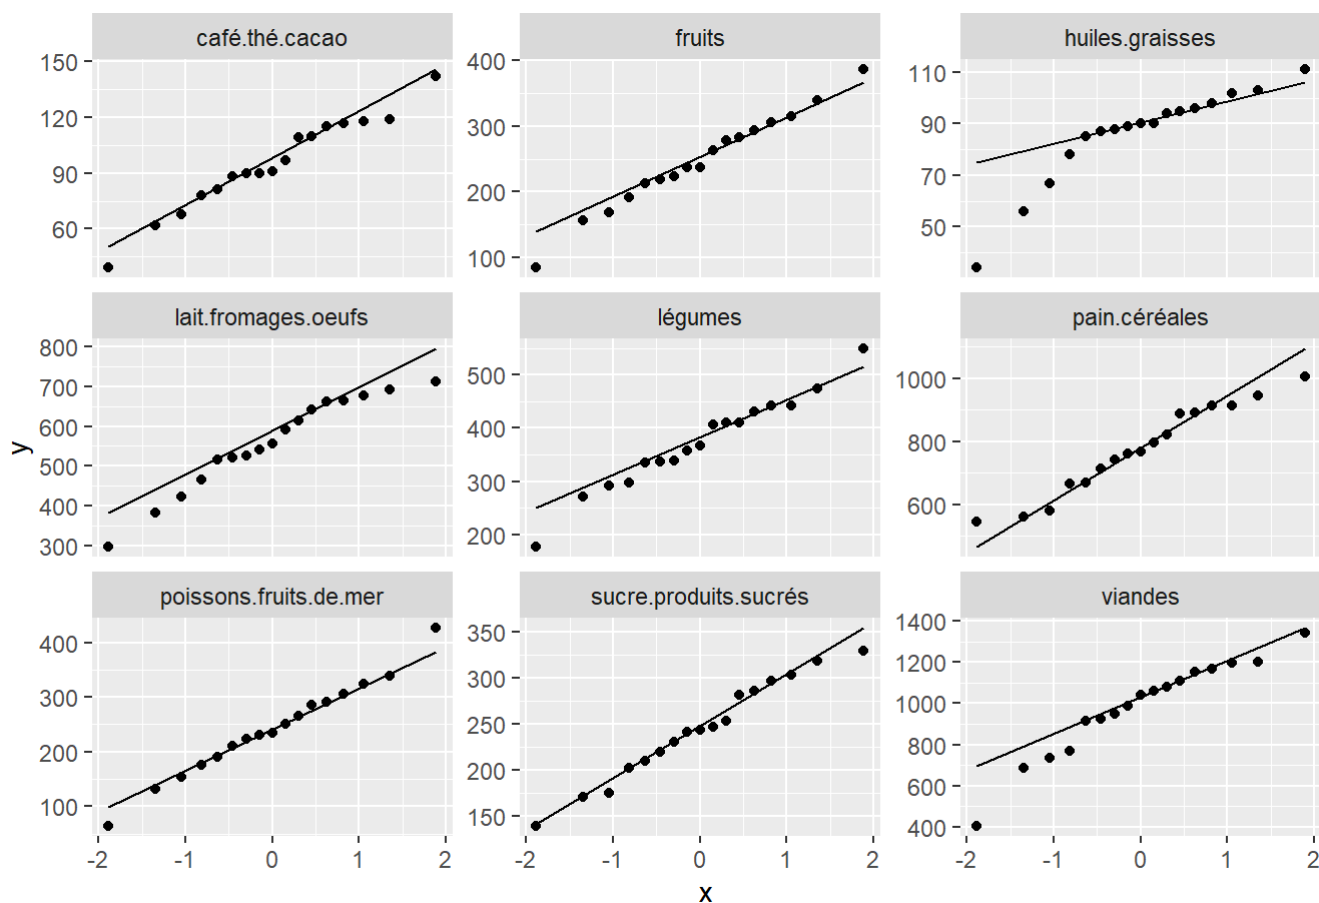 café.thé.cacao
fruits
huiles.graisses
150
120
90
60
400
300
200
100
110
90
70
50
lait.fromages.oeufs
légumes
pain.céréales
800
700
600
500
400
300
500
400
300
200
1000
800
600
y
poissons.fruits.de.mer
sucre.produits.sucrés
viandes
400
300
200
100
350
300
250
200
150
1400
1200
1000
800
600
400
-2 -1 0 1 2
-2 -1 0 1 2
-2 -1 0 1 2
x